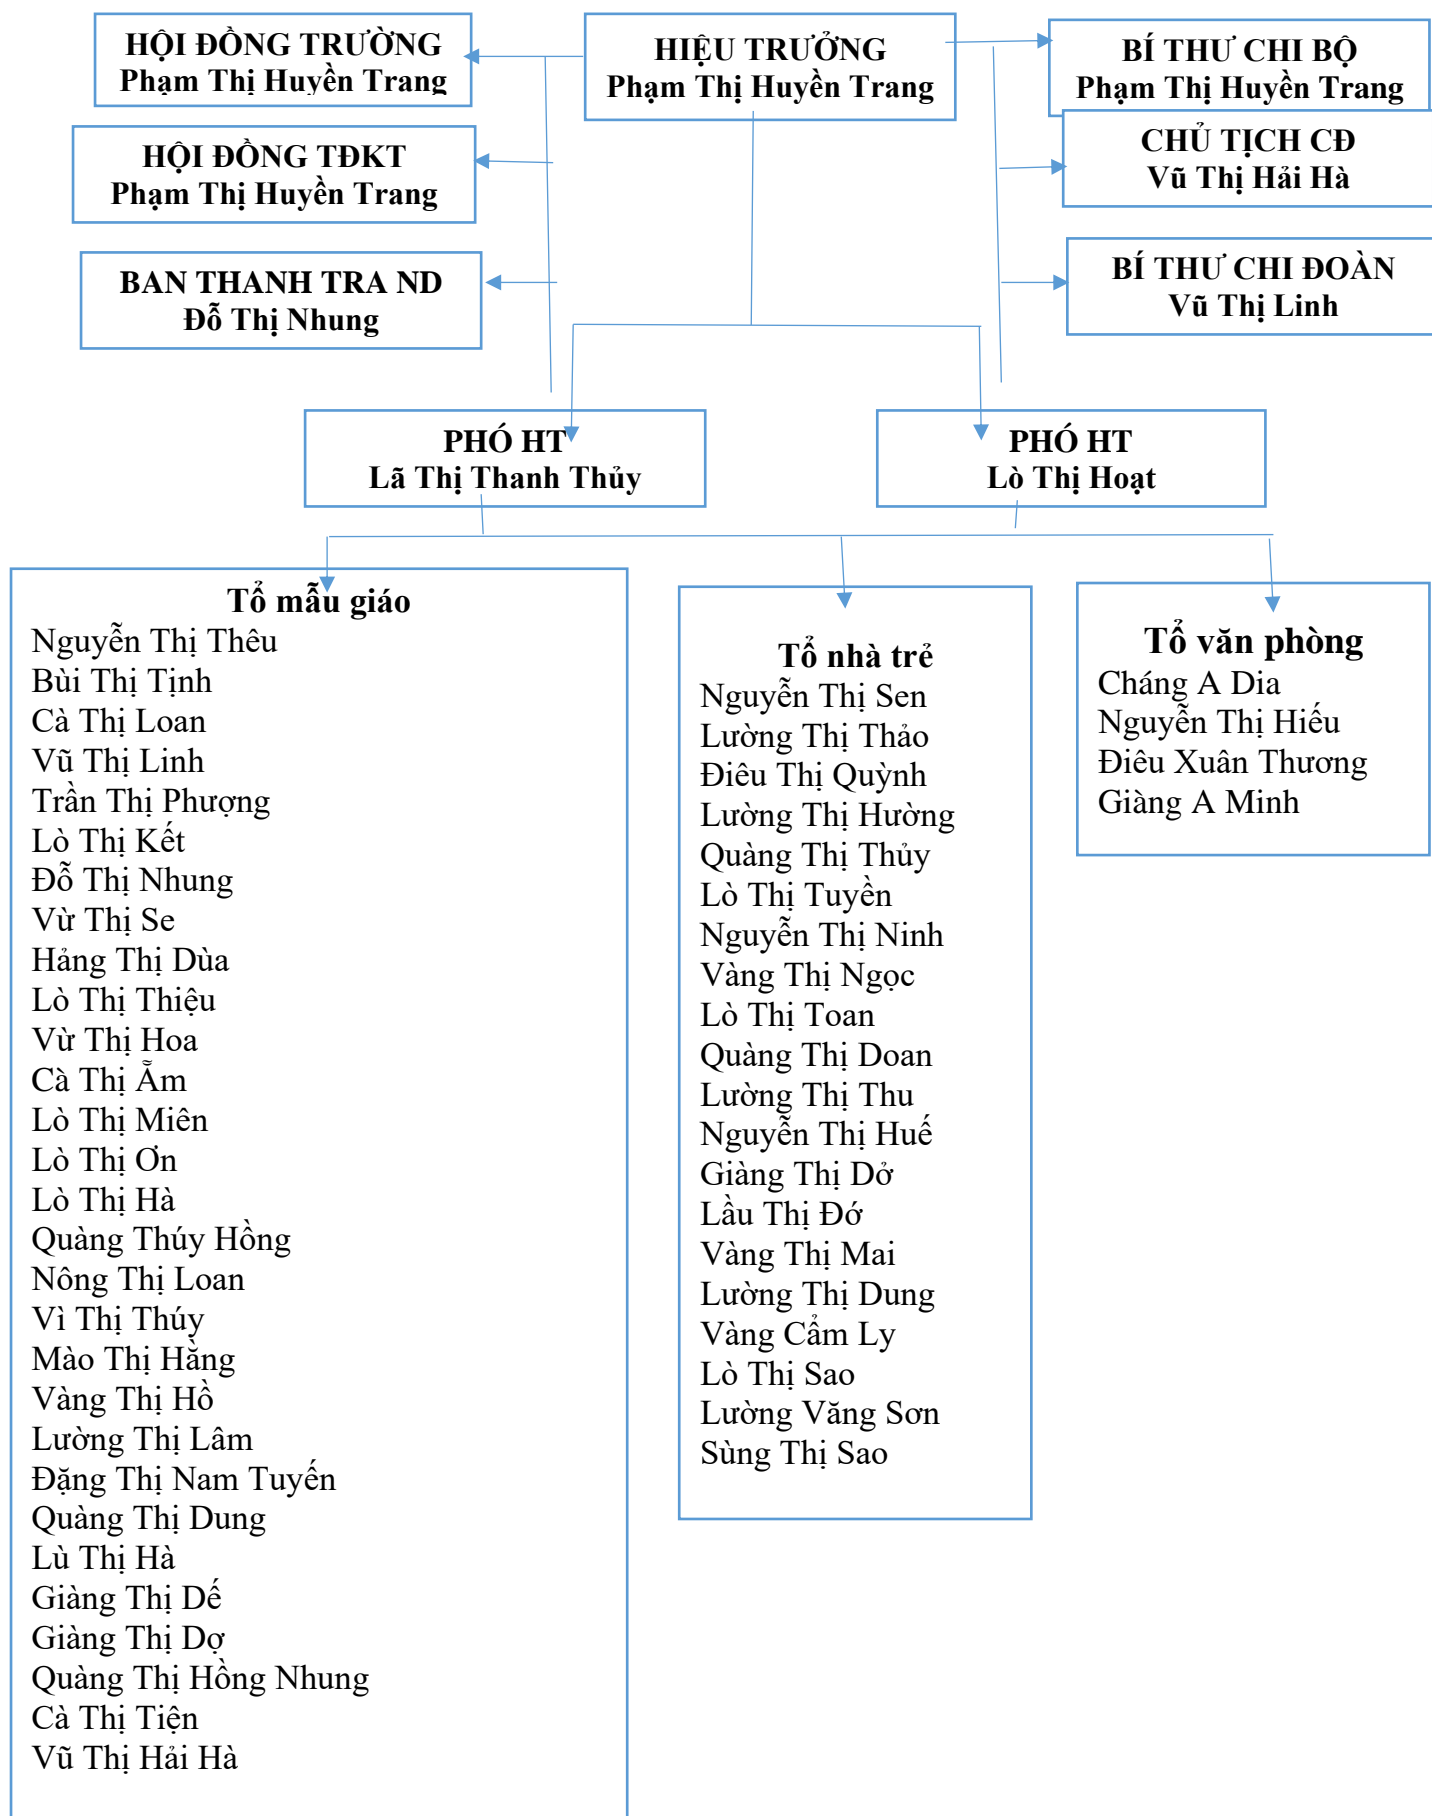 HỘI ĐỒNG TRƯỜNG
Phạm Thị Huyền Trang
HIỆU TRƯỞNG
Phạm Thị Huyền Trang
BÍ THƯ CHI BỘ
Phạm Thị Huyền Trang
HỘI ĐỒNG TĐKT
Phạm Thị Huyền Trang
CHỦ TỊCH CĐ
Vũ Thị Hải Hà
BAN THANH TRA ND
Đỗ Thị Nhung
BÍ THƯ CHI ĐOÀN
Vũ Thị Linh
PHÓ HT
Lã Thị Thanh Thủy
PHÓ HT
Lò Thị Hoạt
Tổ mẫu giáo
Nguyễn Thị Thêu
Bùi Thị Tịnh
Cà Thị Loan
Vũ Thị Linh
Trần Thị Phượng
Lò Thị Kết
Đỗ Thị Nhung
Vừ Thị Se
Hảng Thị Dùa
Lò Thị Thiệu
Vừ Thị Hoa
Cà Thị Ẵm
Lò Thị Miên
Lò Thị Ơn
Lò Thị Hà
Quàng Thúy Hồng
Nông Thị Loan
Vì Thị Thúy
Mào Thị Hằng
Vàng Thị Hồ
Lường Thị Lâm
Đặng Thị Nam Tuyến
Quàng Thị Dung
Lù Thị Hà
Giàng Thị Dế
Giàng Thị Dợ
Quàng Thị Hồng Nhung
Cà Thị Tiện
Vũ Thị Hải Hà
Tổ nhà trẻ
Nguyễn Thị Sen
Lường Thị Thảo
Điêu Thị Quỳnh
Lường Thị Hường
Quàng Thị Thủy
Lò Thị Tuyền
Nguyễn Thị Ninh
Vàng Thị Ngọc
Lò Thị Toan
Quàng Thị Doan
Lường Thị Thu
Nguyễn Thị Huế
Giàng Thị Dở
Lầu Thị Đớ
Vàng Thị Mai
Lường Thị Dung
Vàng Cẩm Ly
Lò Thị Sao
Lường Văng Sơn
Sùng Thị Sao
Tổ văn phòng
Cháng A Dia
Nguyễn Thị Hiếu
Điêu Xuân Thương
Giàng A Minh